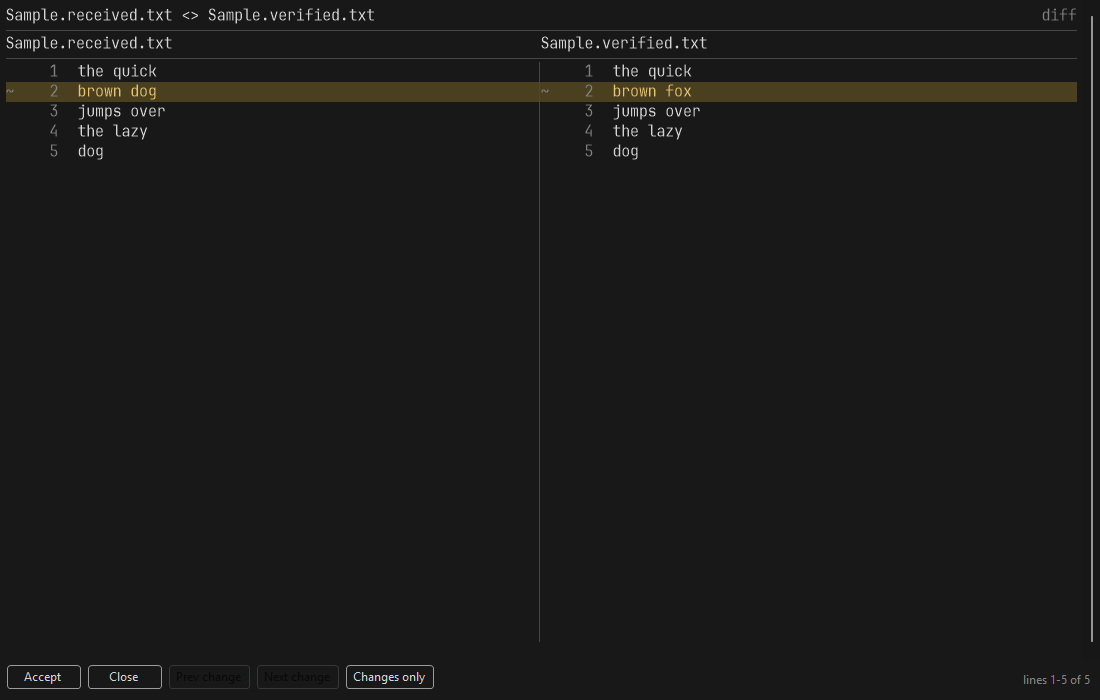 Sample.received.txt <> Sample.verified.txt diff
Sample.received.txt Sample.verified.txt
1 the quick 1 the quick
~ 2 brown dog ~ 2 brown fox
3 jumps over 3 jumps over
4 the lazy 4 the lazy
5 dog 5 dog
Accept Close Prev change Next change Changes only lines 1-5 of 5